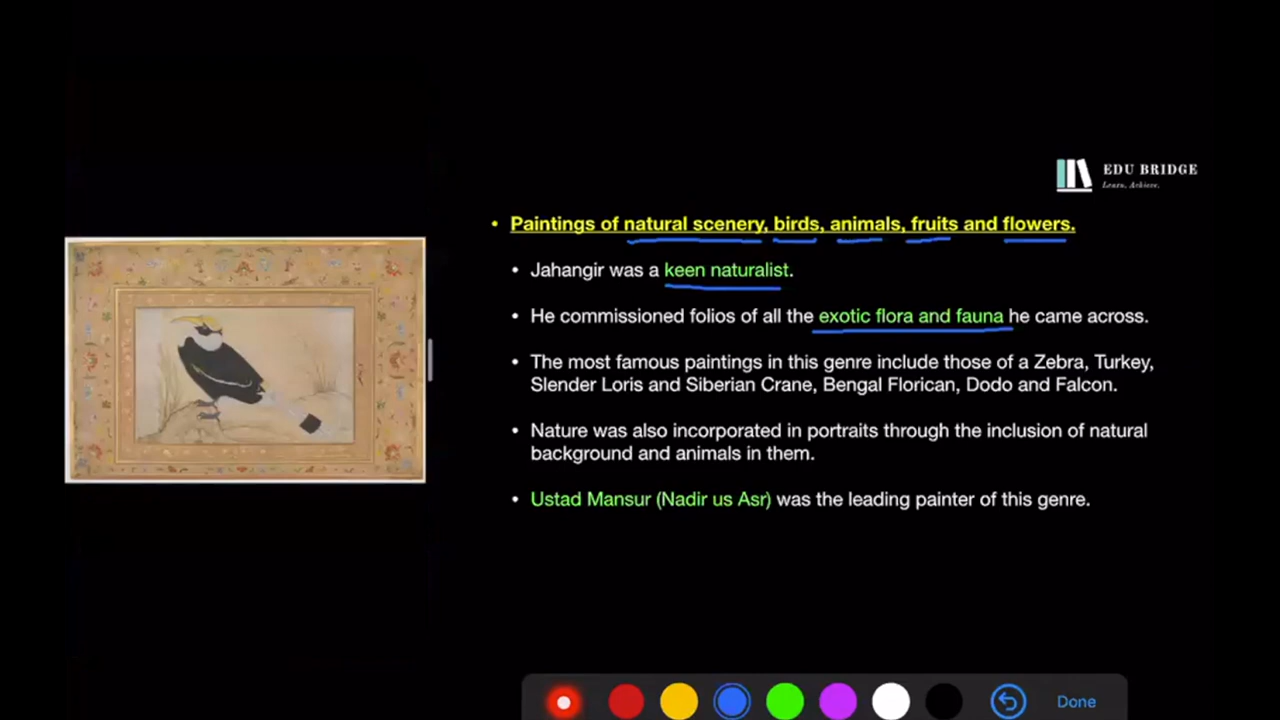 EDU BRIDGE
Learn. Achieve.
• Paintings of natural scenery, birds, animals, fruits and flowers.
• Jahangir was a keen naturalist.
• He commissioned folios of all the exotic flora and fauna he came across.
• The most famous paintings in this genre include those of a Zebra, Turkey,
Slender Loris and Siberian Crane, Bengal Florican, Dodo and Falcon.
• Nature was also incorporated in portraits through the inclusion of natural
background and animals in them.
• Ustad Mansur (Nadir us Asr) was the leading painter of this genre.
Done